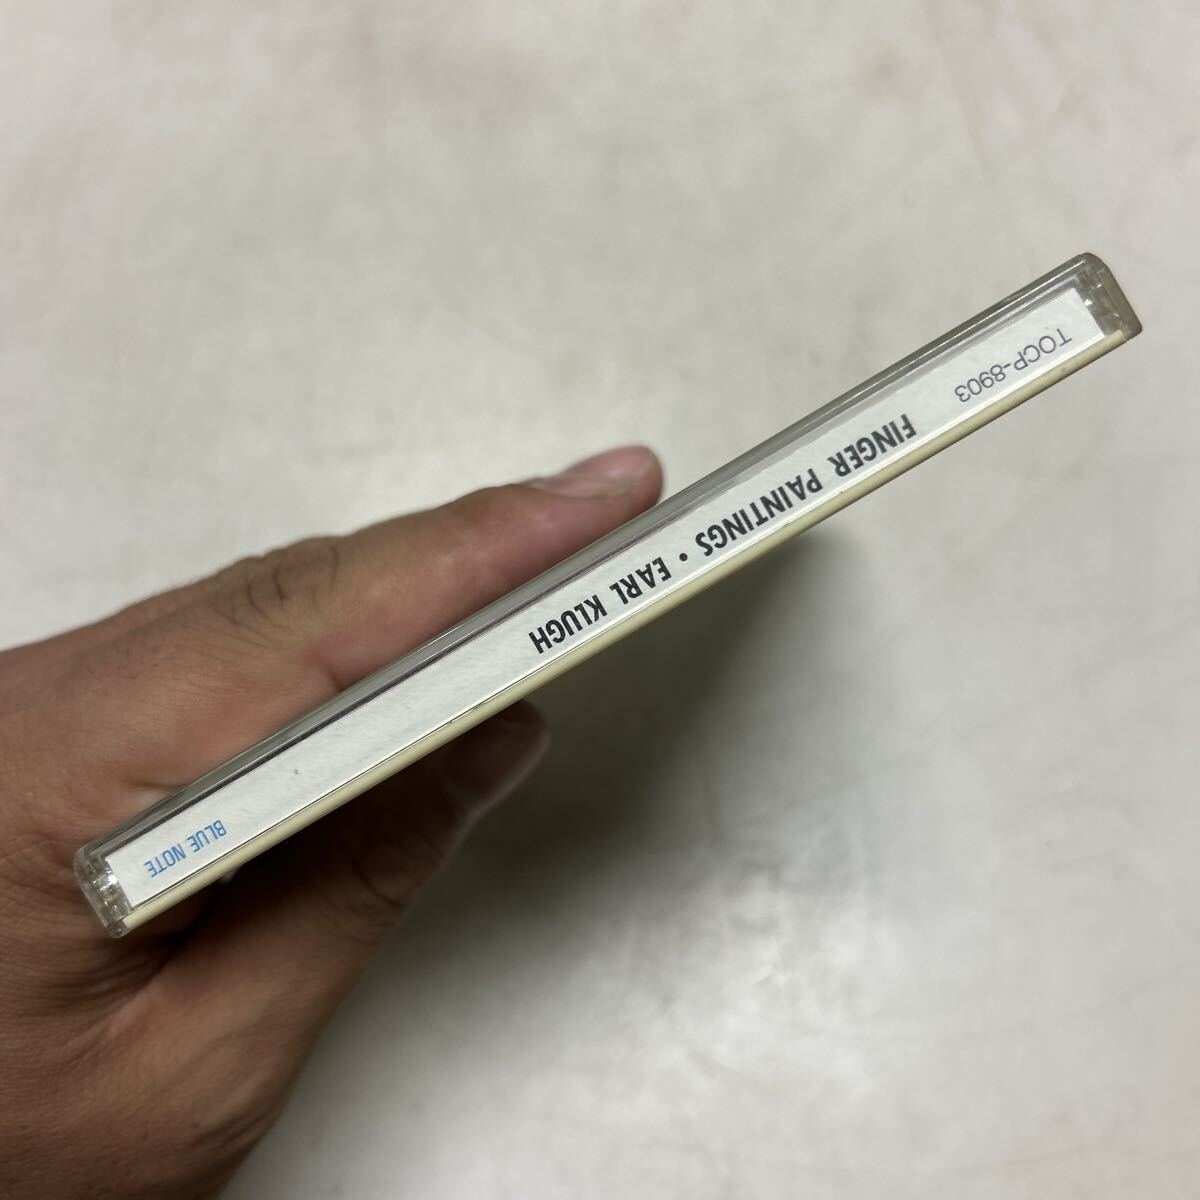 TOCP-8903
FINGER PAINTINGS • EARL KLUGH
BLUE NOTE